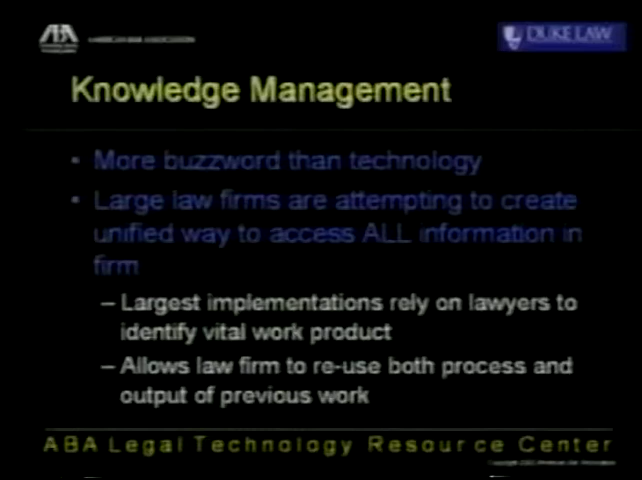 ABA
AMERICAN BAR ASSOCIATION
DUKE LAW
Knowledge Management
• More buzzword than technology
• Large law firms are attempting to create
unified way to access ALL information in
firm
– Largest implementations rely on lawyers to
identify vital work product
– Allows law firm to re-use both process and
output of previous work
ABA Legal Technology Resource Center